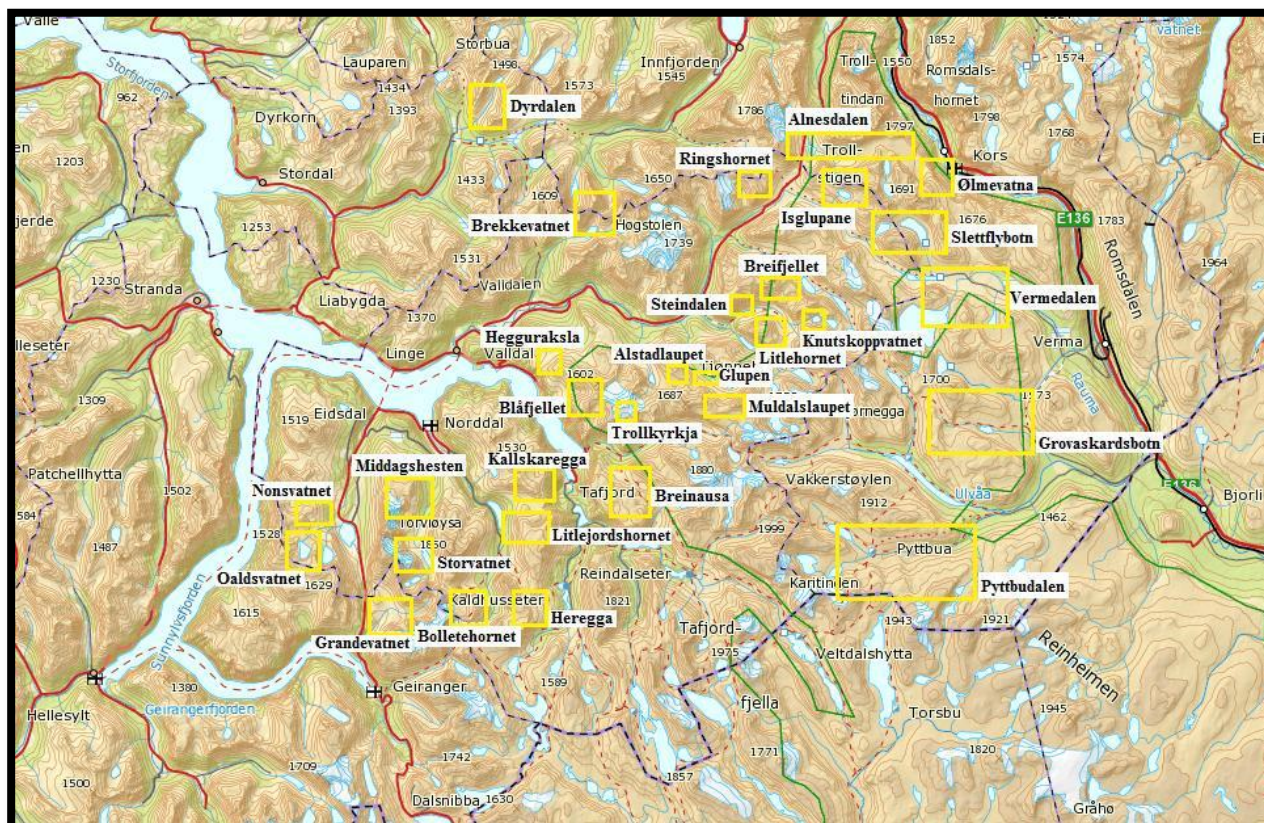 Valle
Storbua
1498
Innfjorden
1545
1852
1550
Troll-
tindan
Romsdals-
hornet
1574
vatnet
Lauparen
1434
1393
1573
Storfjorden
962
Dyrkorn
Dyrdalen
1786
Alnesdalen
1797
1798
1768
1203
Stordal
1433
Ringshornet
Troll-
stigen
Kors
jerde
1609
1650
1691
Ølmevatna
Brekkevatnet
Høgstolen
Isglupane
1676
E136
1783
1253
1739
Slettflybotn
Romsdalen
1964
1531
Valldalen
Breifjellet
1230
Stranda
Liabygda
Steindalen
Vermedalen
1370
Knutskoppvatnet
lleseter
Linge
Valldal
Hegguraksla
Litlehornet
Verma
Alstadlaupet
Glupen
1602
1687
1700
Rauma
1309
1519
Eidsdal
Blåfjellet
Muldalslaupet
Norddal
Trollkyrkja
Grovaskardsbotn
1530
Patchellhytta
Middagshesten
Kallskaregga
1880
Vakkerstøylen
1502
Nonsvatnet
Tafjord
Breinausa
Ulvåa
E136
Bjorli
584
1912
1462
1487
1528
Torvløysa
1850
Litlejordshornet
1999
Oaldsvatnet
1629
Storvatnet
Reindalseter
Pyttbua
Karitinden
Pyttbudalen
1615
Kaldhusseter
1821
Grandevatnet
Bolletehornet
Heregga
Tafjord-
fjella
1943
1921
Sunnylvsfjorden
1975
Veltdalshytta
Reinheimen
1380
Geiranger
1589
Hellesylt
Geirangerfjorden
Torsbu
1945
1742
1771
1820
1709
1500
1857
Dalsnibba
1630
Gråhø